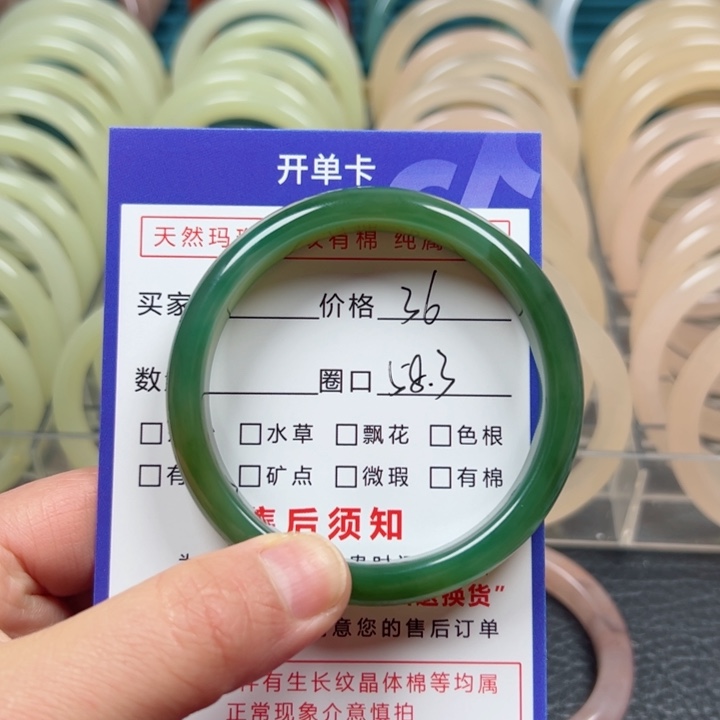 开单卡
天然玛 有棉 纯属
买家 价格 36
数 圈口 58.3
□ □水草 □飘花 □色根
□有 □矿点 □微瑕 □有棉
售后须知
换货"
意您的售后订单
有生长纹晶体棉等均属
正常现象介意慎拍